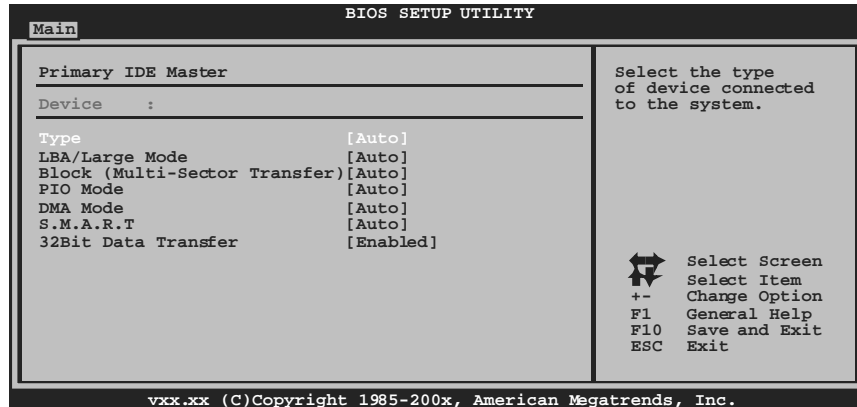 BIOS SETUP UTILITY
Main
Primary IDE Master
Device :
Type [Auto]
LBA/Large Mode [Auto]
Block (Multi-Sector Transfer)[Auto]
PIO Mode [Auto]
DMA Mode [Auto]
S.M.A.R.T [Auto]
32Bit Data Transfer [Enabled]
Select the type
of device connected
to the system.
Select Screen
Select Item
+- Change Option
F1 General Help
F10 Save and Exit
ESC Exit
vxx.xx (C)Copyright 1985-200x, American Megatrends, Inc.